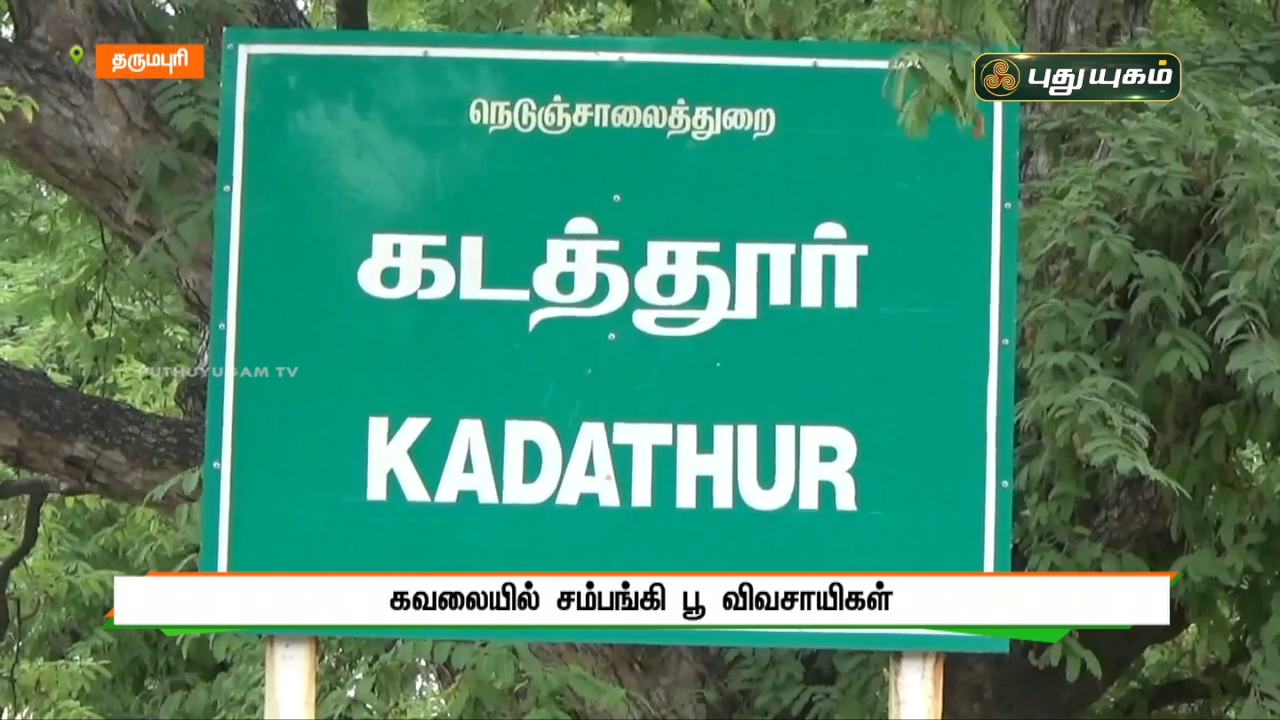 தருமபுரி
புதுயுகம்
நெடுஞ்சாலைத்துறை
கடத்தூர்
PUTHUYUGAM TV
KADATHUR
கவலையில் சம்பங்கி பூ விவசாயிகள்